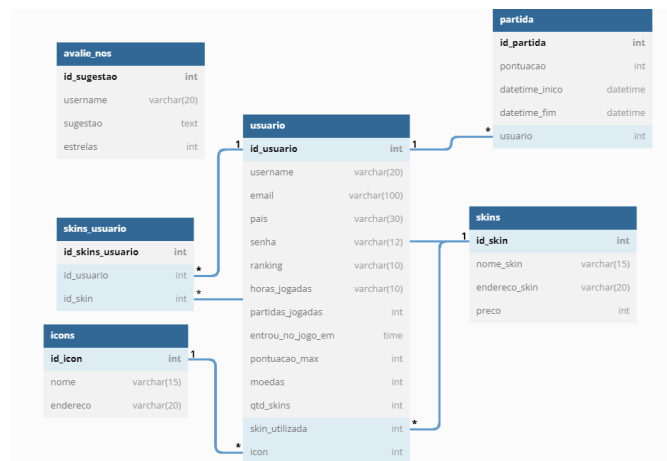 avalie_nos
id_sugestao int
username varchar(20)
sugestao text
estrelas int
partida
id_partida int
pontuacao int
datetime_inico datetime
datetime_fim datetime
* usuario int
usuario
1 id_usuario int 1
username varchar(20)
email varchar(100)
pais varchar(30)
senha varchar(12)
ranking varchar(10)
horas_jogadas varchar(10)
partidas_jogadas int
entrou_no_jogo_em time
pontuacao_max int
moedas int
qtd_skins int
skin_utilizada int *
* icon int
skins_usuario
id_skins_usuario int
id_usuario int *
id_skin int *
skins
1 id_skin int
nome_skin varchar(15)
endereco_skin varchar(20)
preco int
icons
id_icon int 1
nome varchar(15)
endereco varchar(20)